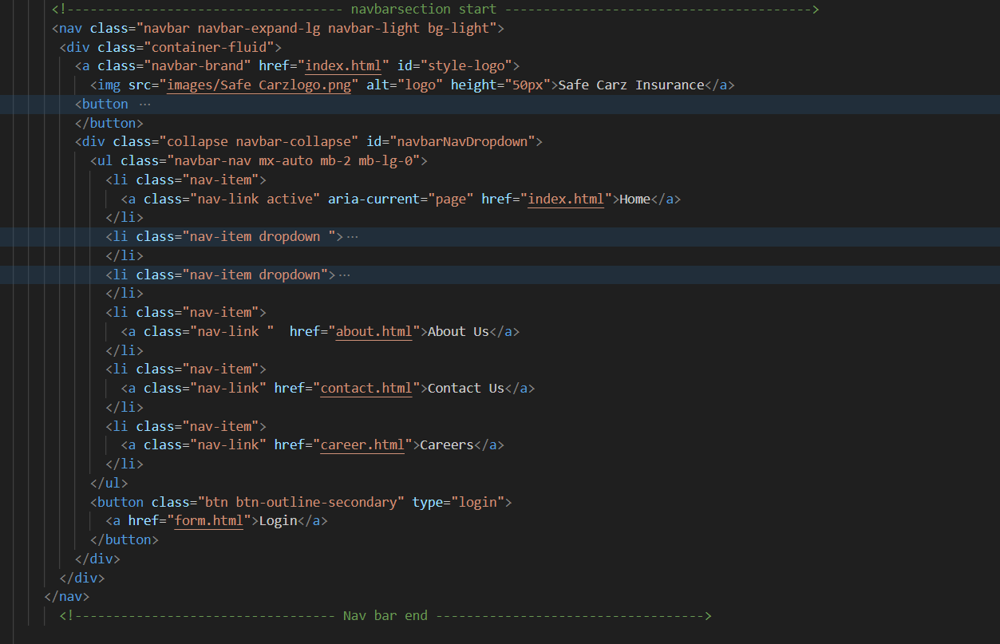 <!------------------------------------ navbarsection start ---------------------------------------->
<nav class="navbar navbar-expand-lg navbar-light bg-light">
<div class="container-fluid">
<a class="navbar-brand" href="index.html" id="style-logo">
<img src="images/Safe Carzlogo.png" alt="logo" height="50px">Safe Carz Insurance</a>
<button ...
</button>
<div class="collapse navbar-collapse" id="navbarNavDropdown">
<ul class="navbar-nav mx-auto mb-2 mb-lg-0">
<li class="nav-item">
<a class="nav-link active" aria-current="page" href="index.html">Home</a>
</li>
<li class="nav-item dropdown ">...
</li>
<li class="nav-item dropdown">...
</li>
<li class="nav-item">
<a class="nav-link "  href="about.html">About Us</a>
</li>
<li class="nav-item">
<a class="nav-link" href="contact.html">Contact Us</a>
</li>
<li class="nav-item">
<a class="nav-link" href="career.html">Careers</a>
</li>
</ul>
<button class="btn btn-outline-secondary" type="login">
<a href="form.html">Login</a>
</button>
</div>
</div>
</nav>
<!---------------------------------- Nav bar end ----------------------------------->